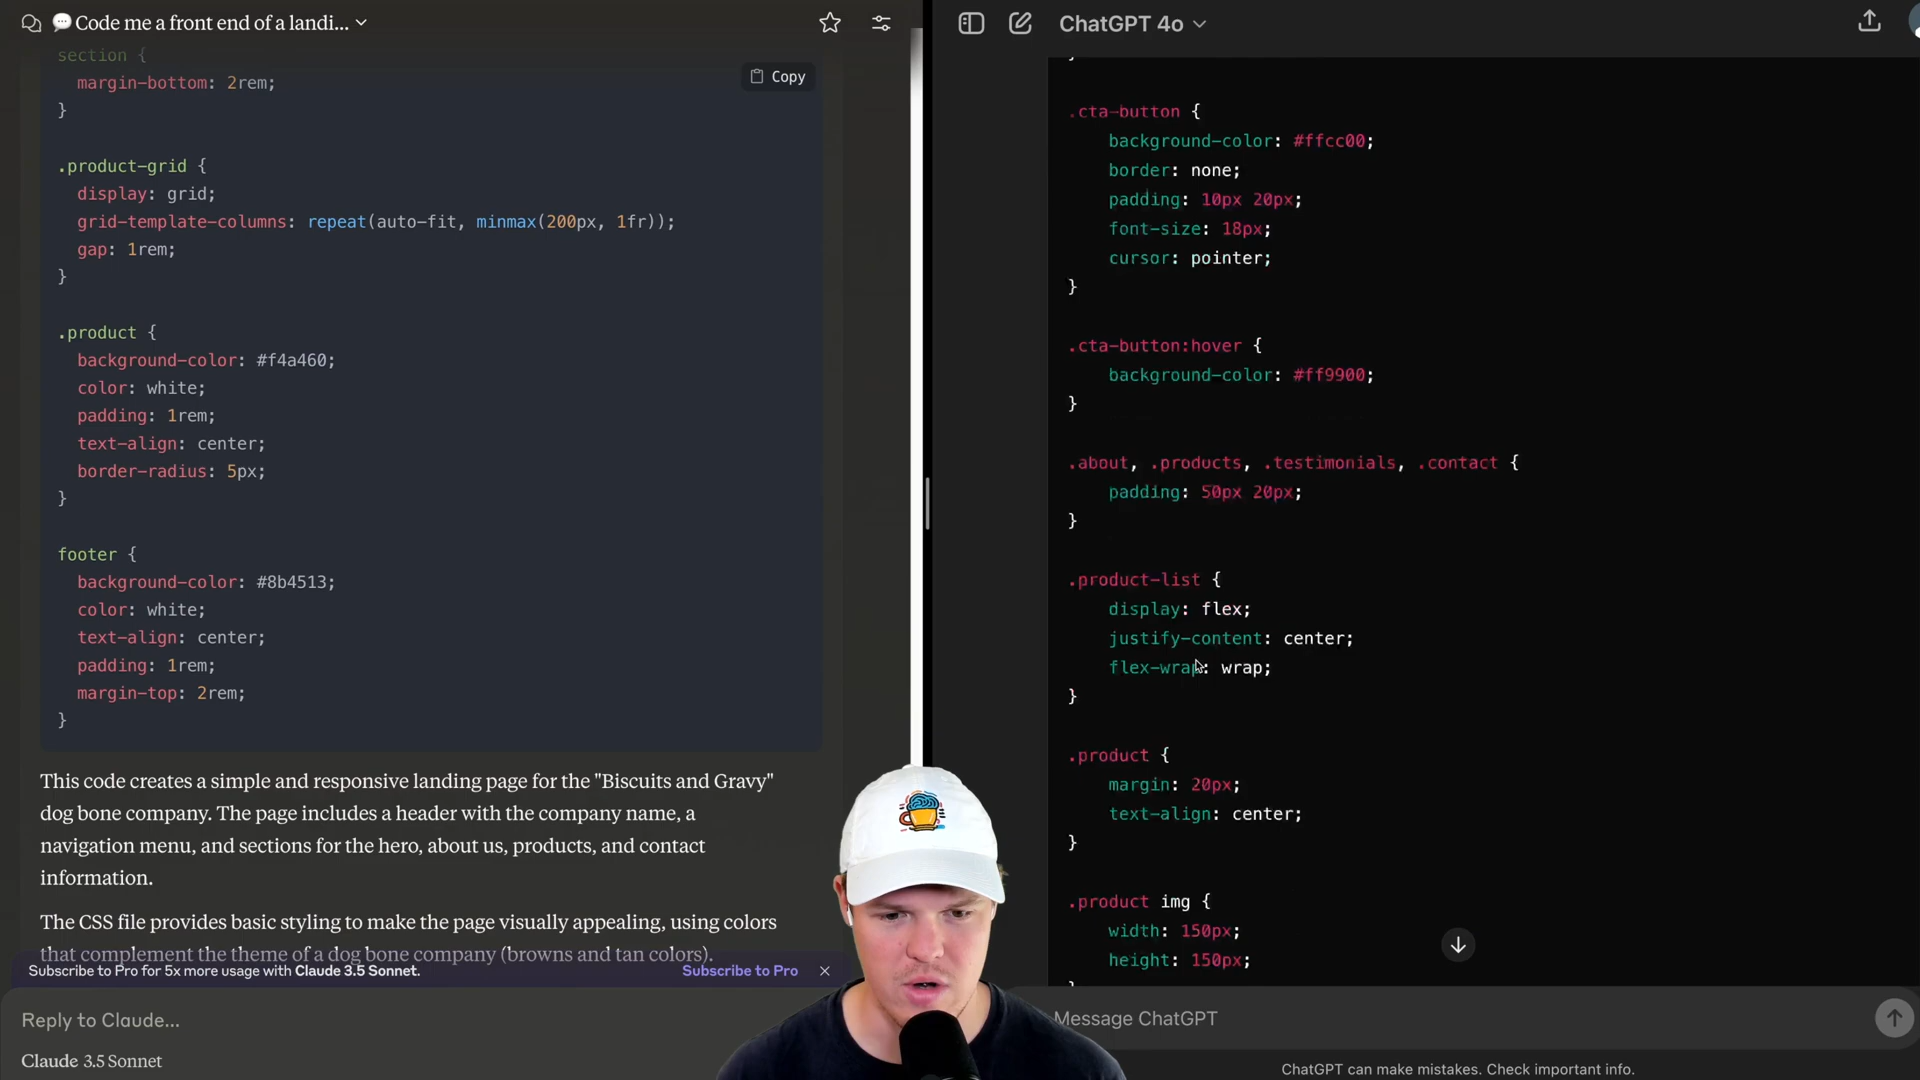 Code me a front end of a landi...
section {
margin-bottom: 2rem;
}
Copy
.product-grid {
display: grid;
grid-template-columns: repeat(auto-fit, minmax(200px, 1fr));
gap: 1rem;
}
.product {
background-color: #f4a460;
color: white;
padding: 1rem;
text-align: center;
border-radius: 5px;
}
footer {
background-color: #8b4513;
color: white;
text-align: center;
padding: 1rem;
margin-top: 2rem;
}
This code creates a simple and responsive landing page for the "Biscuits and Gravy"
dog bone company. The page includes a header with the company name, a
navigation menu, and sections for the hero, about us, products, and contact
information.
The CSS file provides basic styling to make the page visually appealing, using colors
that complement the theme of a dog bone company (browns and tan colors).
Subscribe to Pro for 5x more usage with Claude 3.5 Sonnet.
Subscribe to Pro
Reply to Claude...
Claude 3.5 Sonnet
ChatGPT 4o
}
.cta-button {
background-color: #ffcc00;
border: none;
padding: 10px 20px;
font-size: 18px;
cursor: pointer;
}
.cta-button:hover {
background-color: #ff9900;
}
.about, .products, .testimonials, .contact {
padding: 50px 20px;
}
.product-list {
display: flex;
justify-content: center;
flex-wrap: wrap;
}
.product {
margin: 20px;
text-align: center;
}
.product img {
width: 150px;
height: 150px;
}
Message ChatGPT
ChatGPT can make mistakes. Check important info.